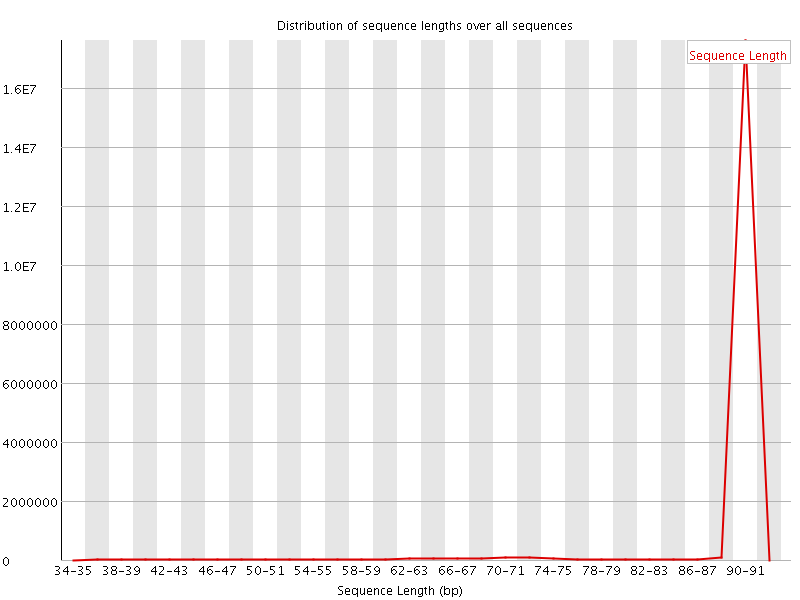 Distribution of sequence lengths over all sequences
Sequence Length
1.6E7
1.4E7
1.2E7
1.0E7
8000000
6000000
4000000
2000000
0
34-35 38-39 42-43 46-47 50-51 54-55 58-59 62-63 66-67 70-71 74-75 78-79 82-83 86-87 90-91
Sequence Length (bp)